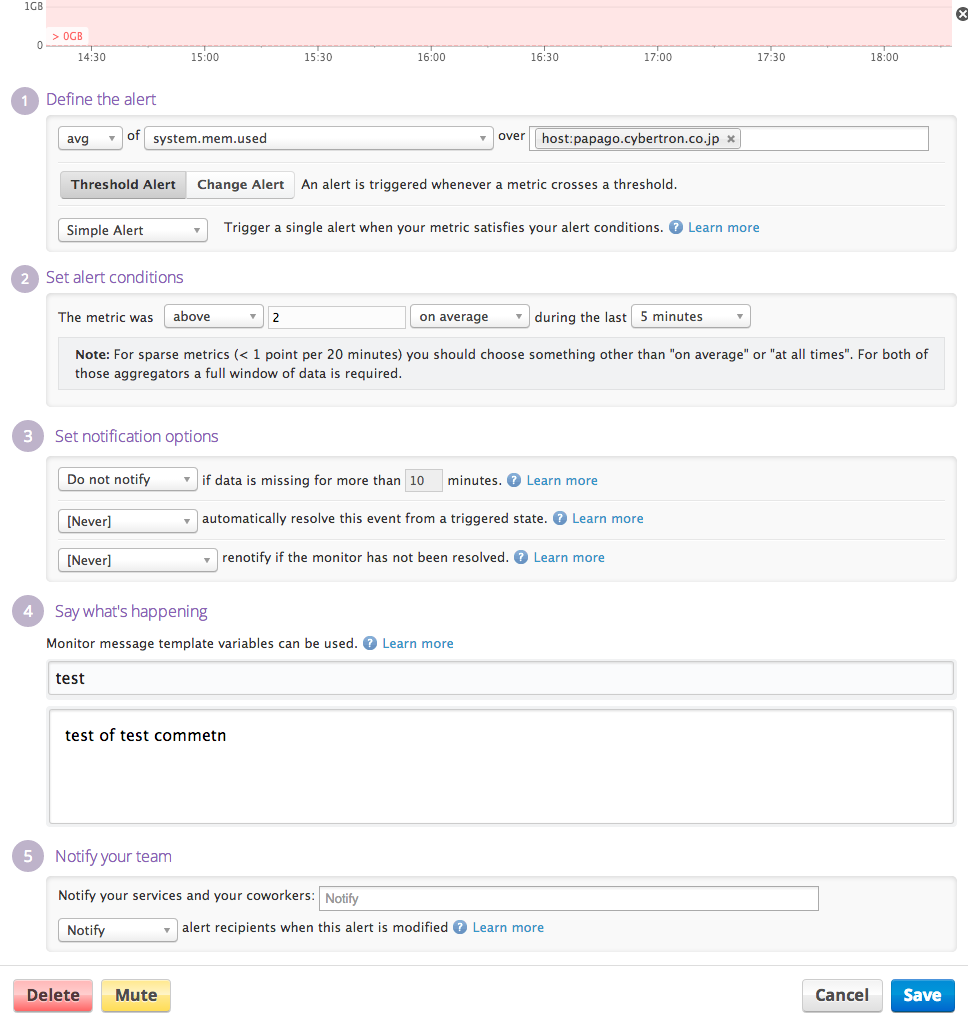 1GB
> 0GB
0
14:30 15:00 15:30 16:00 16:30 17:00 17:30 18:00
1 Define the alert
avg of system.mem.used over host:papago.cybertron.co.jp
Threshold Alert Change Alert An alert is triggered whenever a metric crosses a threshold.
Simple Alert Trigger a single alert when your metric satisfies your alert conditions. ? Learn more
2 Set alert conditions
The metric was above 2 on average during the last 5 minutes
Note: For sparse metrics (< 1 point per 20 minutes) you should choose something other than "on average" or "at all times". For both of
those aggregators a full window of data is required.
3 Set notification options
Do not notify if data is missing for more than 10 minutes. ? Learn more
[Never] automatically resolve this event from a triggered state. ? Learn more
[Never] renotify if the monitor has not been resolved. ? Learn more
4 Say what's happening
Monitor message template variables can be used. ? Learn more
test
test of test commetn
5 Notify your team
Notify your services and your coworkers: Notify
Notify alert recipients when this alert is modified ? Learn more
Delete Mute Cancel Save